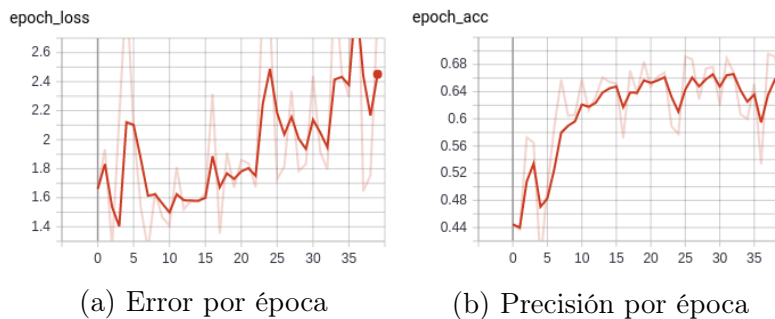 epoch_loss
2.6
2.4
2.2
2
1.8
1.6
1.4
0 5 10 15 20 25 30 35
(a) Error por época
epoch_acc
0.68
0.64
0.6
0.56
0.52
0.48
0.44
0 5 10 15 20 25 30 35
(b) Precisión por época